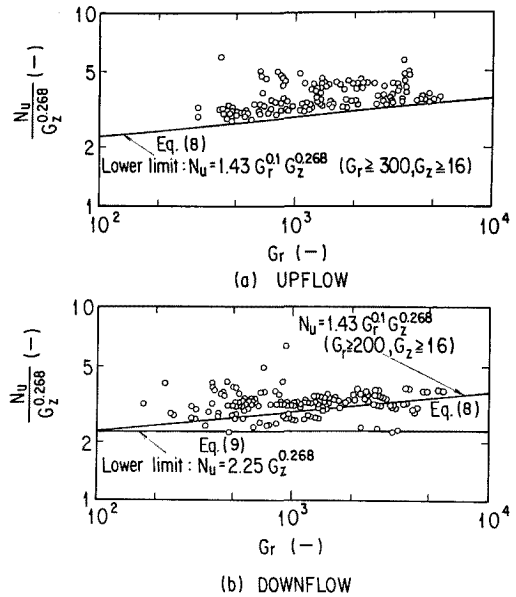 10
5
2
1
Nu/Gz^0.268 (—)
Eq. (8)
Lower limit : Nu = 1.43 Gr^0.1 Gz^0.268 (Gr ≧ 300, Gz ≧ 16)
10^2 10^3 10^4
Gr (—)
(a) UPFLOW
10
5
2
1
Nu/Gz^0.268 (—)
Nu = 1.43 Gr^0.1 Gz^0.268
(Gr ≧ 200, Gz ≧ 16)
Eq. (8)
Eq. (9)
Lower limit : Nu = 2.25 Gz^0.268
10^2 10^3 10^4
Gr (—)
(b) DOWNFLOW